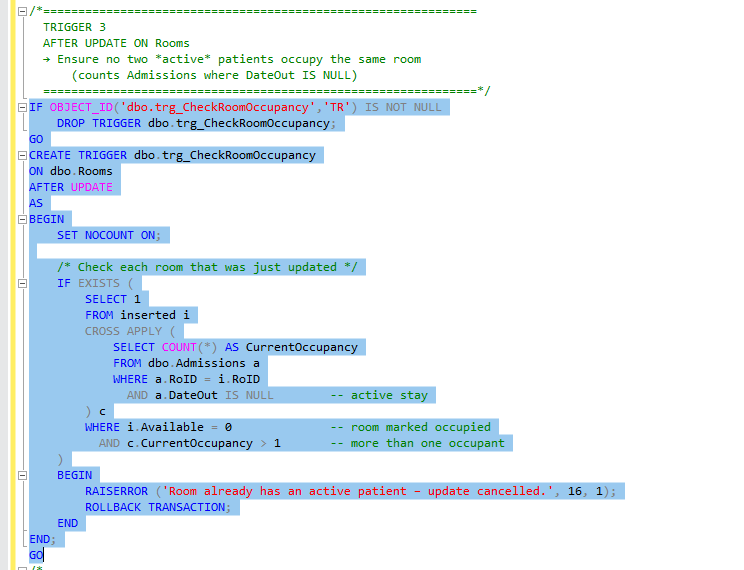 /*==============================================================
TRIGGER 3
AFTER UPDATE ON Rooms
→ Ensure no two *active* patients occupy the same room
(counts Admissions where DateOut IS NULL)
==============================================================*/
IF OBJECT_ID('dbo.trg_CheckRoomOccupancy','TR') IS NOT NULL
DROP TRIGGER dbo.trg_CheckRoomOccupancy;
GO
CREATE TRIGGER dbo.trg_CheckRoomOccupancy
ON dbo.Rooms
AFTER UPDATE
AS
BEGIN
SET NOCOUNT ON;
/* Check each room that was just updated */
IF EXISTS (
SELECT 1
FROM inserted i
CROSS APPLY (
SELECT COUNT(*) AS CurrentOccupancy
FROM dbo.Admissions a
WHERE a.RoID = i.RoID
AND a.DateOut IS NULL -- active stay
) c
WHERE i.Available = 0 -- room marked occupied
AND c.CurrentOccupancy > 1 -- more than one occupant
)
BEGIN
RAISERROR ('Room already has an active patient – update cancelled.', 16, 1);
ROLLBACK TRANSACTION;
END
END;
GO
/*